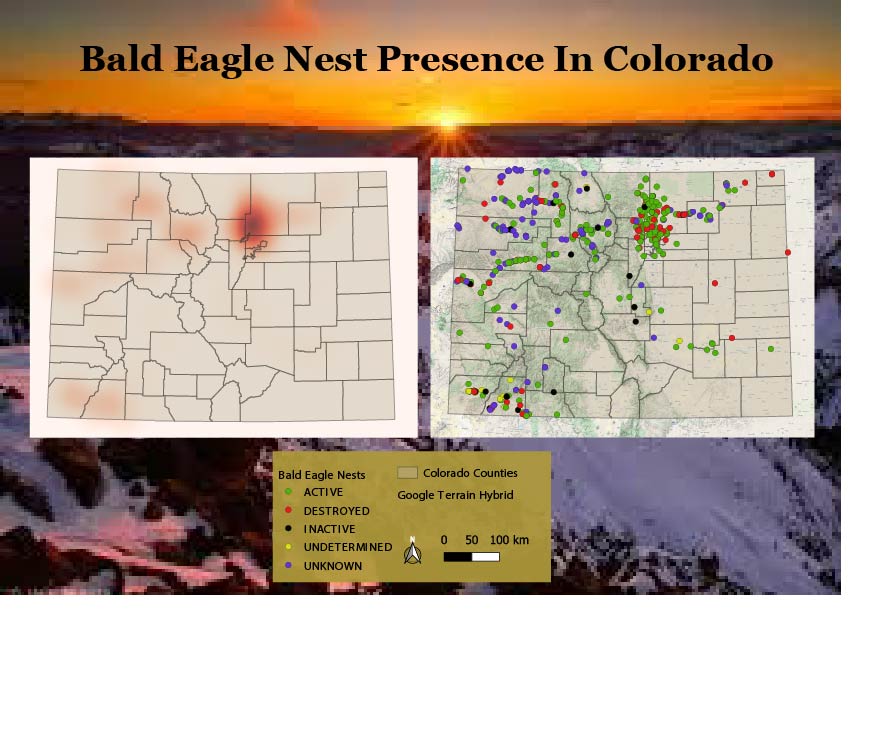 Bald Eagle Nest Presence In Colorado
Bald Eagle Nests
ACTIVE
DESTROYED
INACTIVE
UNDETERMINED
UNKNOWN
Colorado Counties
Google Terrain Hybrid
N
0 50 100 km